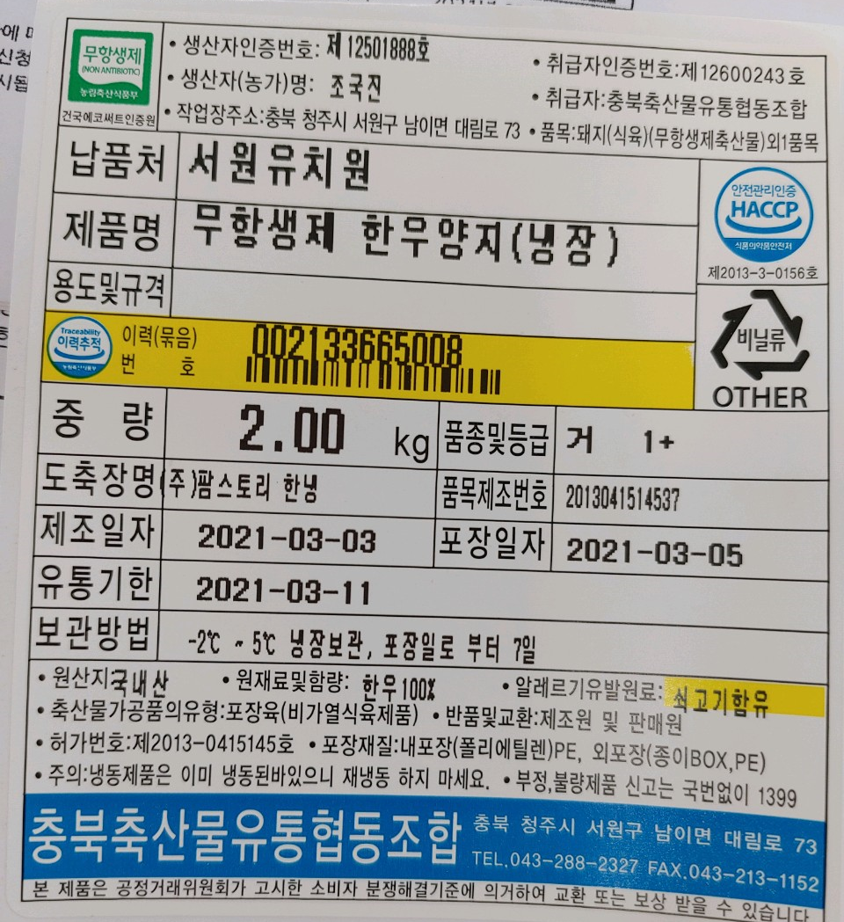 무항생제
(NON ANTIBIOTIC)
농림축산식품부
건국에코써트인증원
• 생산자인증번호: 제 12501888호
• 취급자인증번호:제12600243호
• 생산자(농가)명: 조국진
• 취급자:충북축산물유통협동조합
• 작업장주소:충북 청주시 서원구 남이면 대림로 73 • 품목:돼지(식육)(무항생제축산물)외1품목
납품처 서원유치원
제품명 무항생제 한우양지(냉장)
용도및규격
안전관리인증
HACCP
식품의약품안전처
제2013-3-0156호
Traceability
이력추적
농림축산식품부
이력(묶음)
번 호
002133665008
비닐류
OTHER
중 량 2.00 kg 품종및등급 거 1+
도축장명 (주)팜스토리 한냉 품목제조번호 2013041514537
제조일자 2021-03-03 포장일자 2021-03-05
유통기한 2021-03-11
보관방법 -2℃ ~ 5℃ 냉장보관, 포장일로 부터 7일
• 원산지국내산 • 원재료및함량: 한우100% • 알레르기유발원료: 쇠고기함유
• 축산물가공품의유형:포장육(비가열식육제품) • 반품및교환:제조원 및 판매원
• 허가번호:제2013-0415145호 • 포장재질:내포장(폴리에틸렌)PE, 외포장(종이BOX,PE)
• 주의:냉동제품은 이미 냉동된바있으니 재냉동 하지 마세요. • 부정,불량제품 신고는 국번없이 1399
충북축산물유통협동조합 충북 청주시 서원구 남이면 대림로 73
TEL.043-288-2327 FAX.043-213-1152
본 제품은 공정거래위원회가 고시한 소비자 분쟁해결기준에 의거하여 교환 또는 보상 받을 수 있습니다